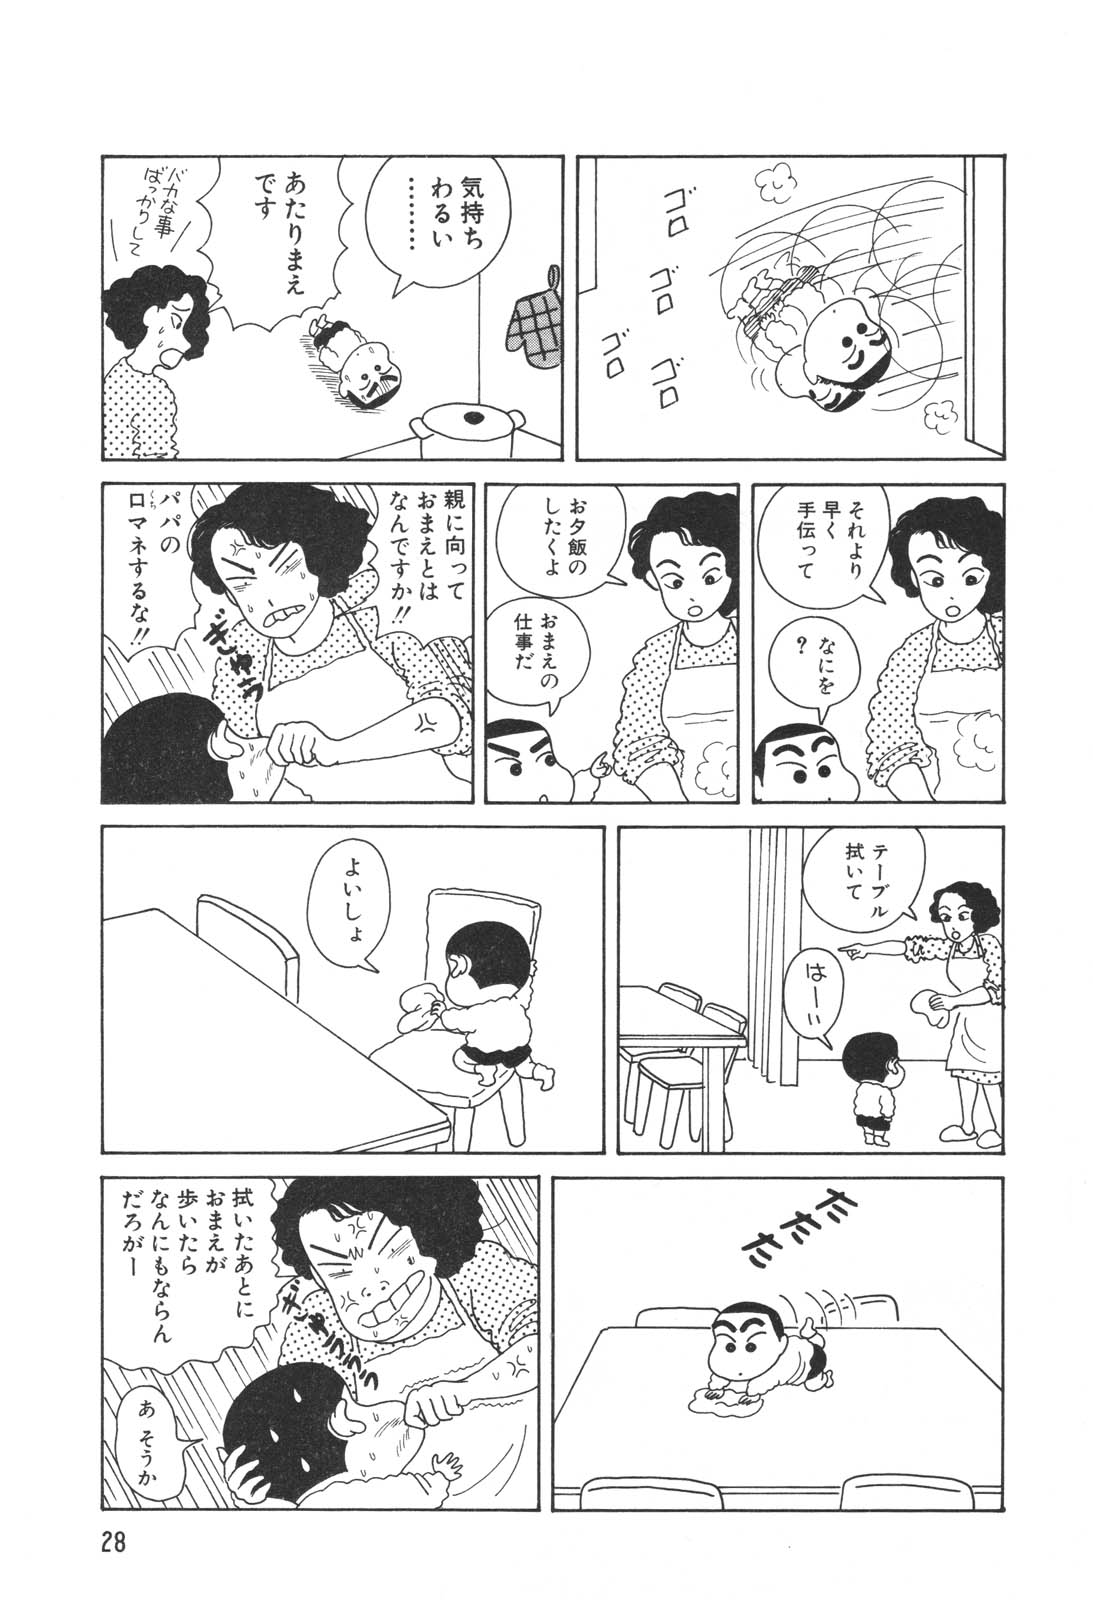 ゴロ
ゴロ
ゴロ
ゴロ
気持ち
わるい
………
あたりまえ
です
バカな事
ばっかりして
それより
早く
手伝って
なにを
?
お夕飯の
したくよ
おまえの
仕事だ
親に向って
おまえとは
なんですか!!
パパの
口マネするな!!
ぎゅう
テーブル
拭いて
はーい
よいしょ
たたた
拭いたあとに
おまえが
歩いたら
なんにもならん
だろがー
ぎゅううう
あ そうか
28